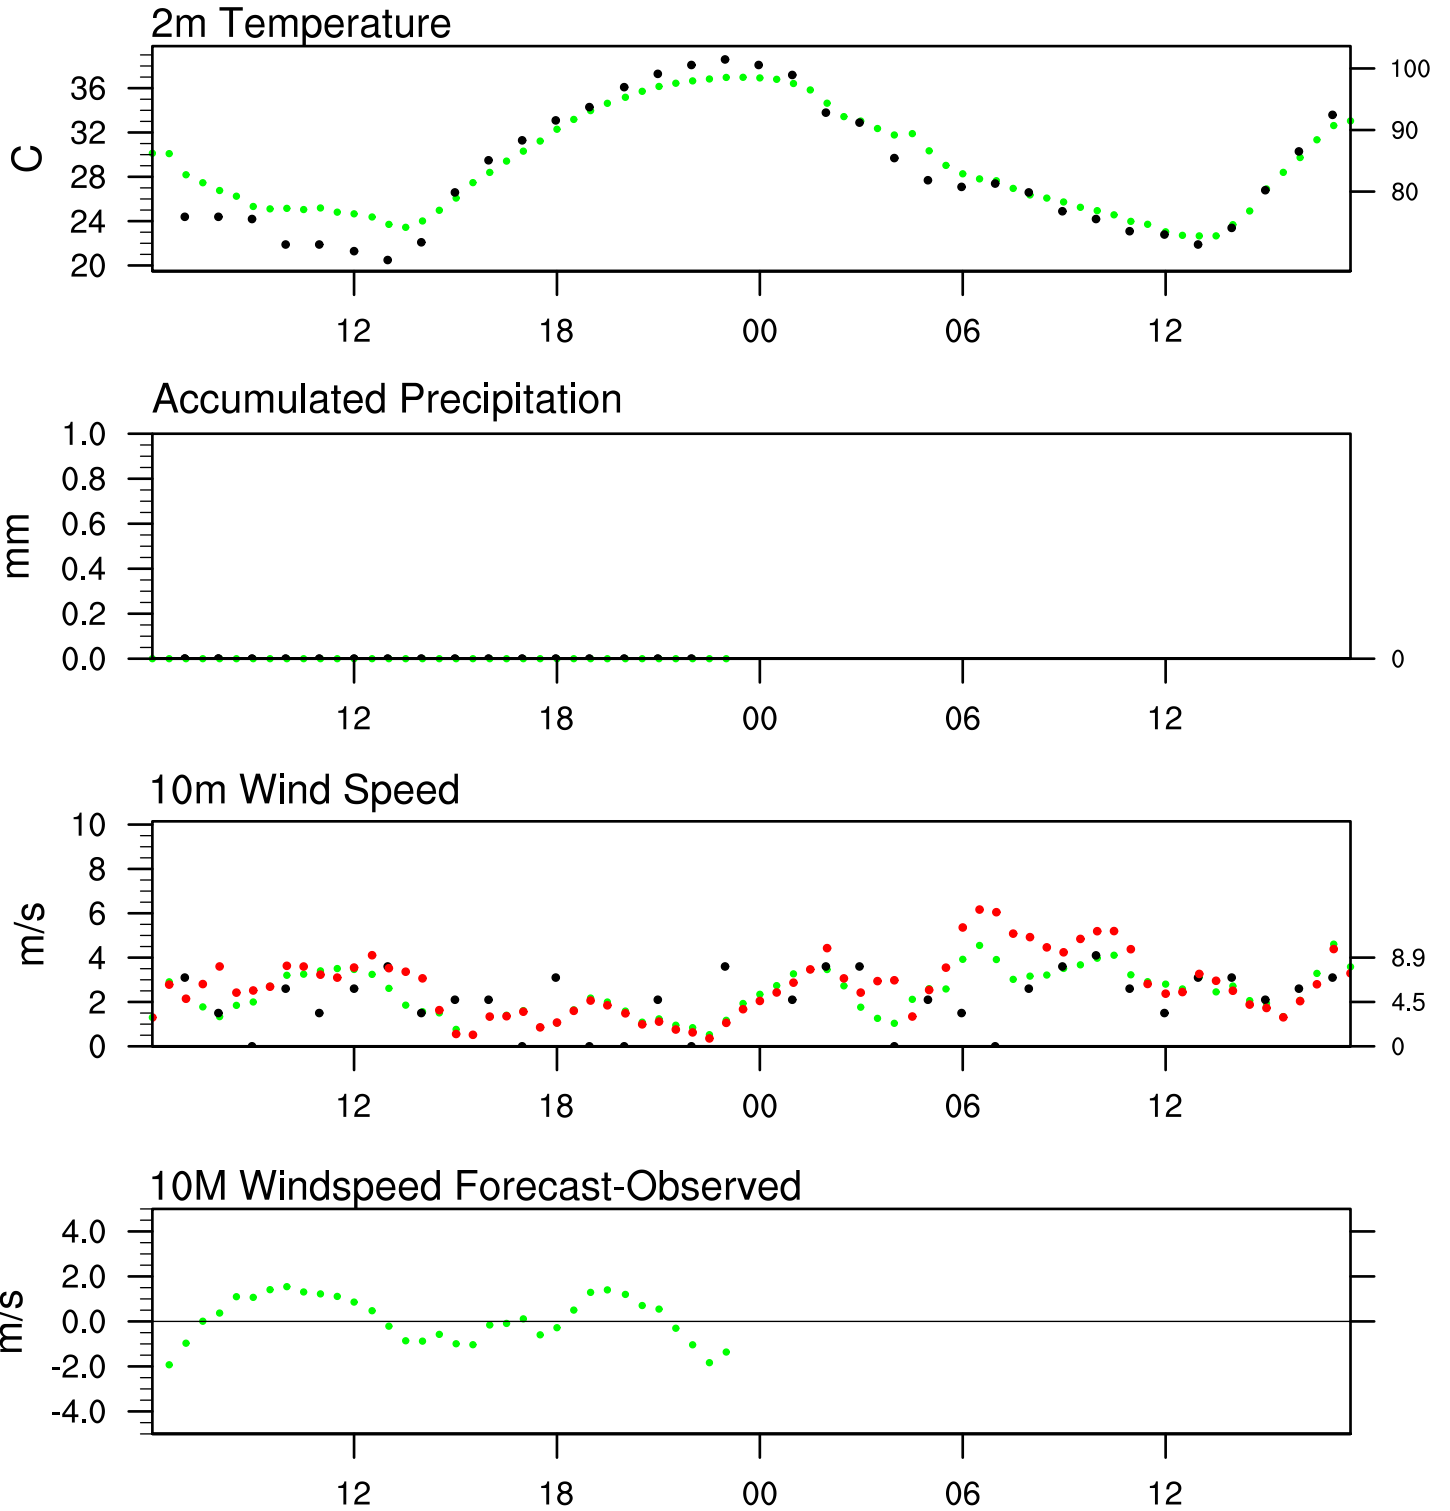 2m Temperature
36
32
28
24
20
C
100
90
80
12 18 00 06 12
Accumulated Precipitation
1.0
0.8
0.6
0.4
0.2
0.0
mm
0
12 18 00 06 12
10m Wind Speed
10
8
6
4
2
0
m/s
8.9
4.5
0
12 18 00 06 12
10M Windspeed Forecast-Observed
4.0
2.0
0.0
-2.0
-4.0
m/s
12 18 00 06 12